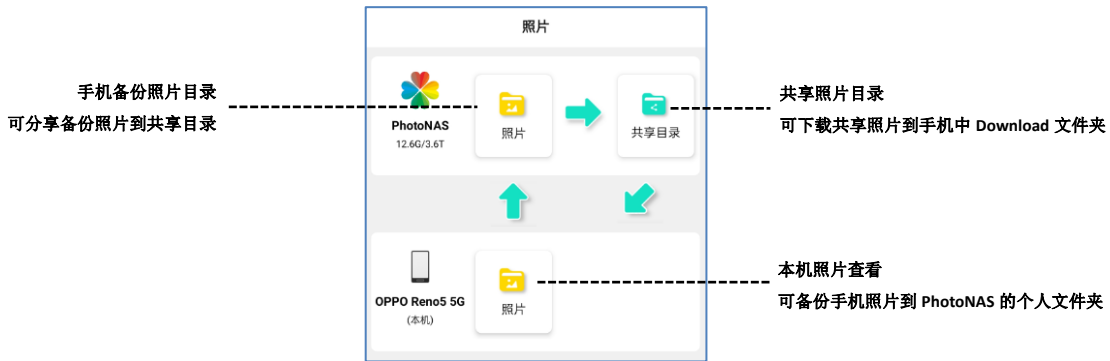 照片
手机备份照片目录
可分享备份照片到共享目录
PhotoNAS
12.6G/3.6T
照片
共享目录
共享照片目录
可下载共享照片到手机中 Download 文件夹
OPPO Reno5 5G
(本机)
照片
本机照片查看
可备份手机照片到 PhotoNAS 的个人文件夹